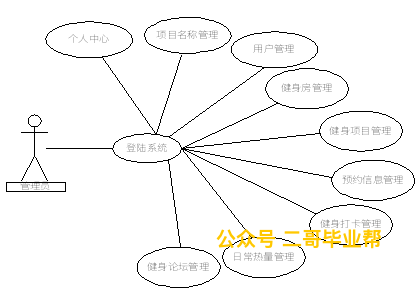 个人中心
项目名称管理
用户管理
健身房管理
健身项目管理
登陆系统
预约信息管理
管理员
健身打卡管理
公众号 二哥毕业帮
日常热量管理
健身论坛管理